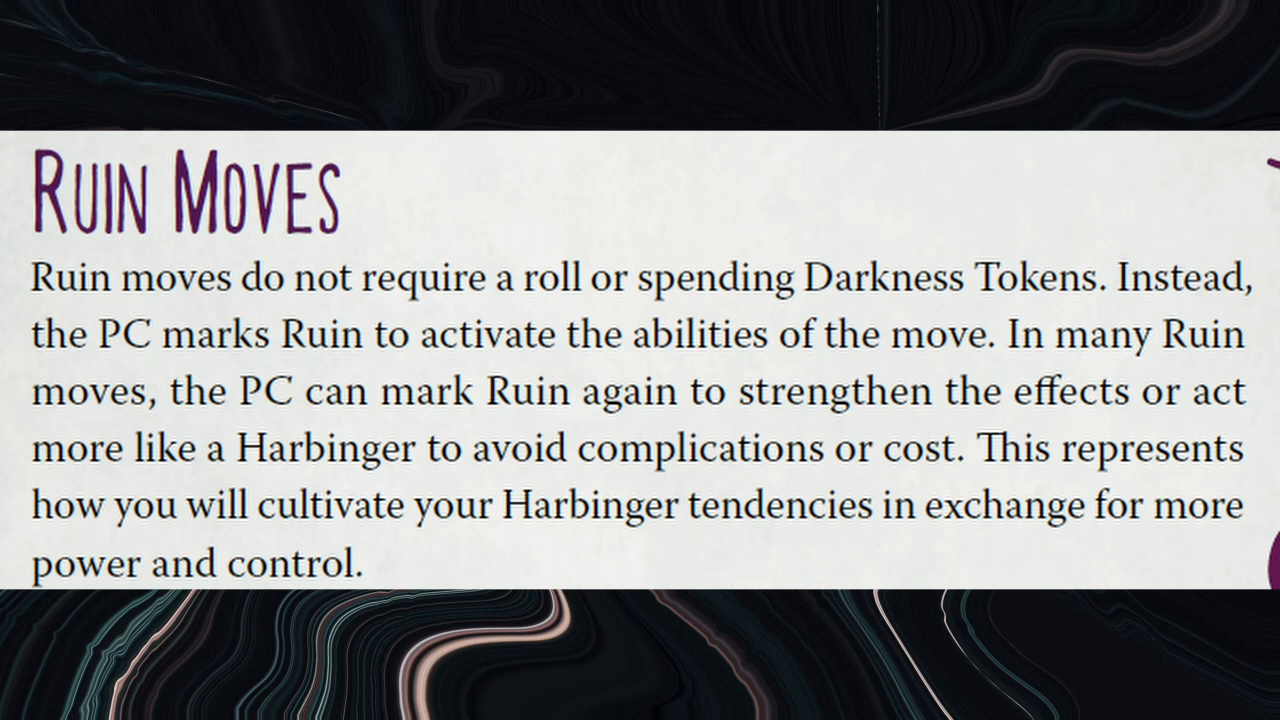 Ruin Moves
Ruin moves do not require a roll or spending Darkness Tokens. Instead,
the PC marks Ruin to activate the abilities of the move. In many Ruin
moves, the PC can mark Ruin again to strengthen the effects or act
more like a Harbinger to avoid complications or cost. This represents
how you will cultivate your Harbinger tendencies in exchange for more
power and control.